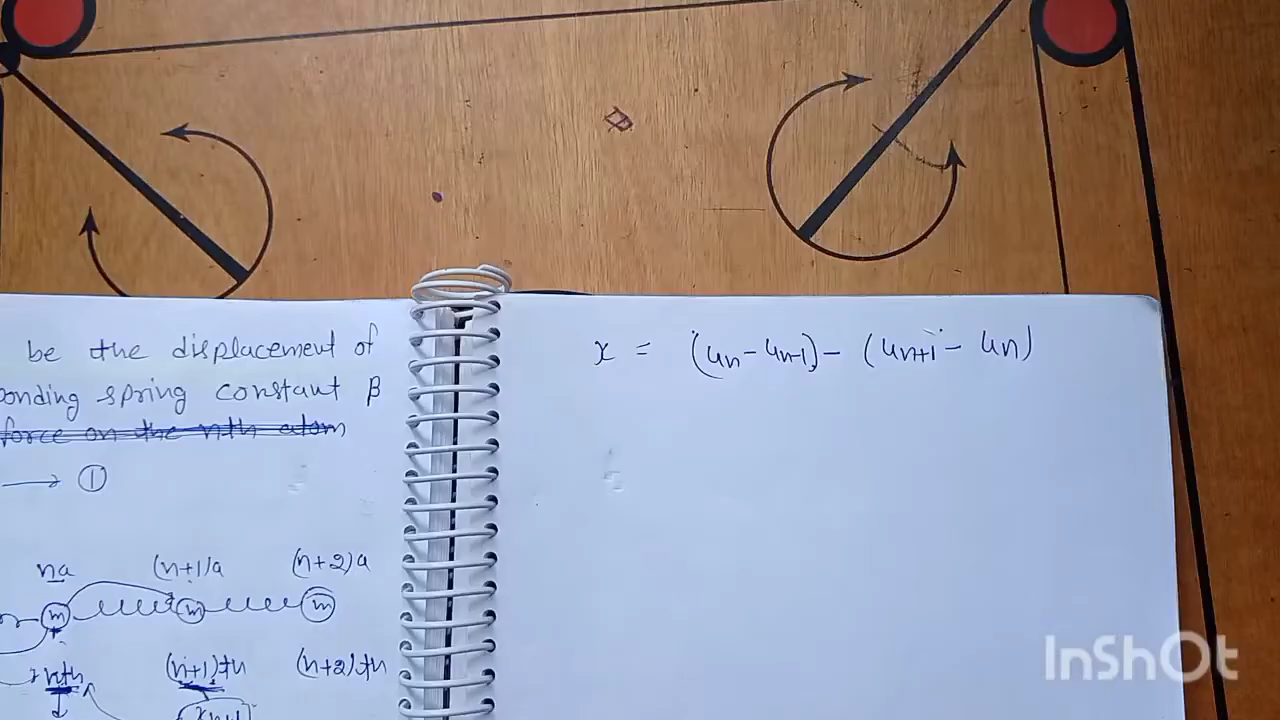 be the displacement of
ponding spring constant β
force on the nth atom
→ ①
na (n+1)a (n+2)a
m m m
nth (n+1)th (n+2)th
x = (un - un-1) - (un+1 - un)
InShOt